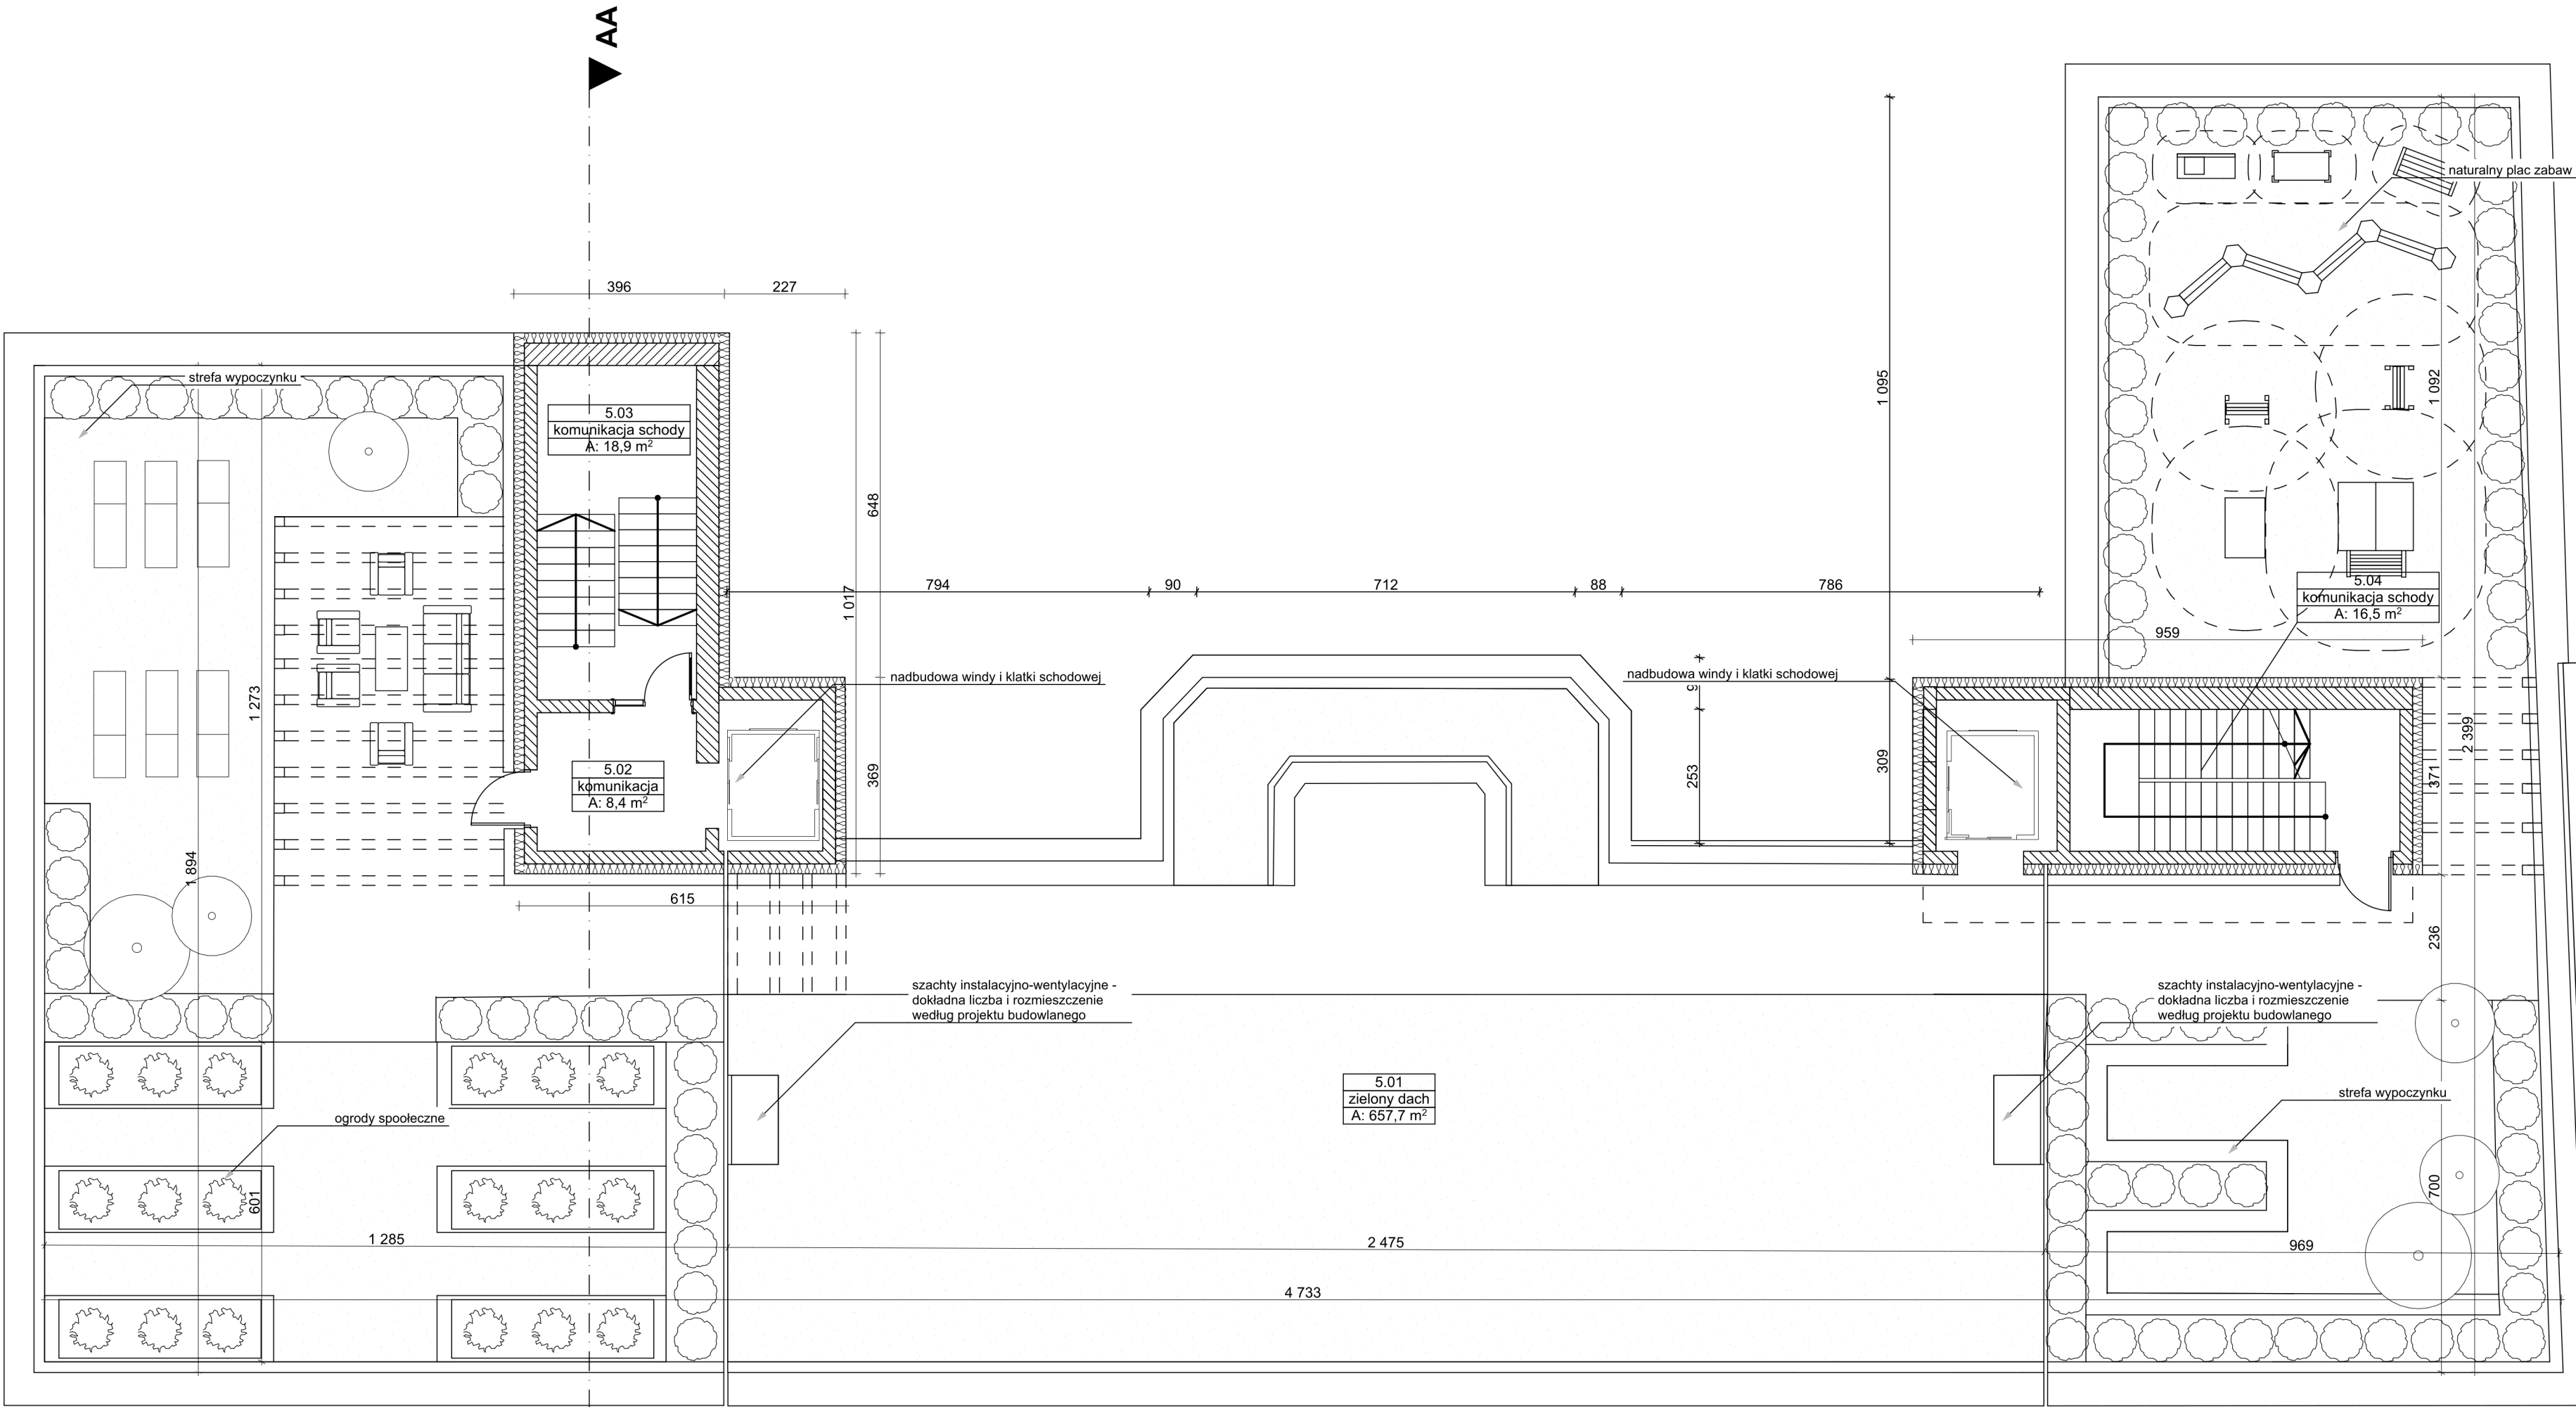 AA
396
227
naturalny plac zabaw
strefa wypoczynku
5.03
komunikacja schody
A: 18,9 m²
1 095
1 092
648
1 017
794
90
712
88
786
5.04
komunikacja schody
A: 16,5 m²
959
nadbudowa windy i klatki schodowej
nadbudowa windy i klatki schodowej
1 273
5.02
komunikacja
A: 8,4 m²
369
253
309
371
2 399
1 894
615
236
szachty instalacyjno-wentylacyjne -
dokładna liczba i rozmieszczenie
według projektu budowlanego
szachty instalacyjno-wentylacyjne -
dokładna liczba i rozmieszczenie
według projektu budowlanego
5.01
zielony dach
A: 657,7 m²
strefa wypoczynku
ogrody spoołeczne
601
700
1 285
2 475
969
4 733